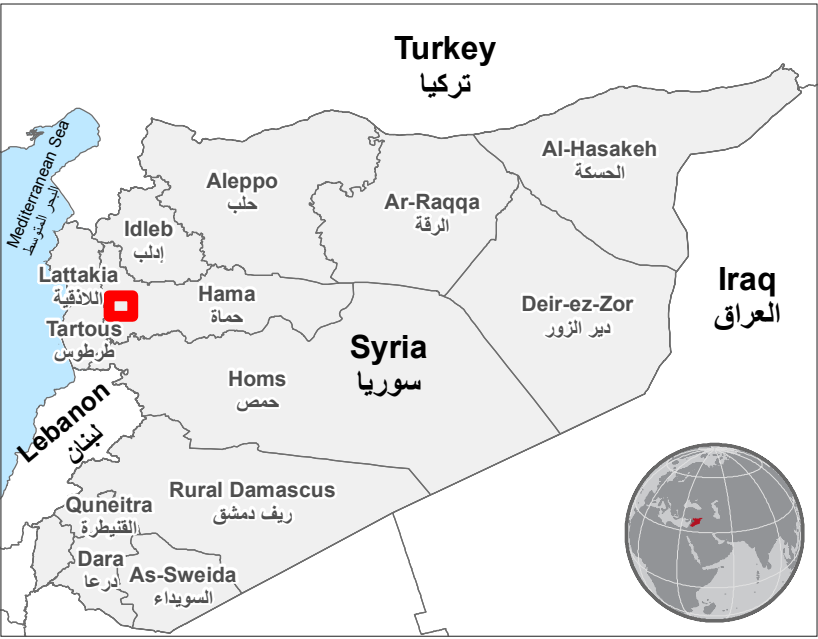 Turkey
تركيا
Mediterranean Sea
البحر المتوسط
Al-Hasakeh
الحسكة
Aleppo
حلب
Ar-Raqqa
الرقة
Idleb
إدلب
Lattakia
اللاذقية
Hama
حماة
Deir-ez-Zor
دير الزور
Iraq
العراق
Tartous
طرطوس
Syria
سوريا
Homs
حمص
Lebanon
لبنان
Rural Damascus
ريف دمشق
Quneitra
القنيطرة
Dara
درعا
As-Sweida
السويداء